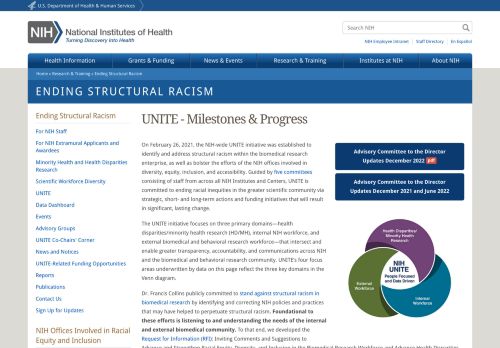 U.S. Department of Health & Human Services
NIH National Institutes of Health
Turning Discovery Into Health
Search NIH
NIH Employee Intranet | Staff Directory | En Español
Health Information
Grants & Funding
News & Events
Research & Training
Institutes at NIH
About NIH
Home » Research & Training » Ending Structural Racism
ENDING STRUCTURAL RACISM
Ending Structural Racism
For NIH Staff
For NIH Extramural Applicants and
Awardees
Minority Health and Health Disparities
Research
Scientific Workforce Diversity
UNITE
Data Dashboard
Events
Advisory Groups
UNITE Co-Chairs' Corner
News and Notices
UNITE-Related Funding Opportunities
Reports
Publications
Contact Us
Sign Up for Updates
NIH Offices Involved in Racial
Equity and Inclusion
UNITE - Milestones & Progress
On February 26, 2021, the NIH-wide UNITE initiative was established to
identify and address structural racism within the biomedical research
enterprise, as well as bolster the efforts of the NIH offices involved in
diversity, equity, inclusion, and accessibility. Guided by five committees
consisting of staff from across all NIH Institutes and Centers, UNITE is
committed to ending racial inequities in the greater scientific community via
strategic, short- and long-term actions and funding initiatives that will result
in significant, lasting change.
The UNITE initiative focuses on three primary domains—health
disparities/minority health research (HD/MH), internal NIH workforce, and
external biomedical and behavioral research workforce—that intersect and
enable greater transparency, accountability, and communications across NIH
and the biomedical and behavioral research community. UNITE's four focus
areas underwritten by data on this page reflect the three key domains in the
Venn diagram.
Dr. Francis Collins publicly committed to stand against structural racism in
biomedical research by identifying and correcting NIH policies and practices
that may have helped to perpetuate structural racism. Foundational to
these efforts is listening to and understanding the needs of the internal
and external biomedical community. To that end, we developed the
Request for Information (RFI): Inviting Comments and Suggestions to
Advance and Strengthen Racial Equity, Diversity, and Inclusion in the Biomedical Research Workforce and Advance Health Disparities
Advisory Committee to the Director
Updates December 2022 pdf
Advisory Committee to the Director
Updates December 2021 and June 2022
Health Disparities/
Minority Health
Research
NIH
UNITE
People Focused
and Data Driven
External
Workforce
Internal
Workforce